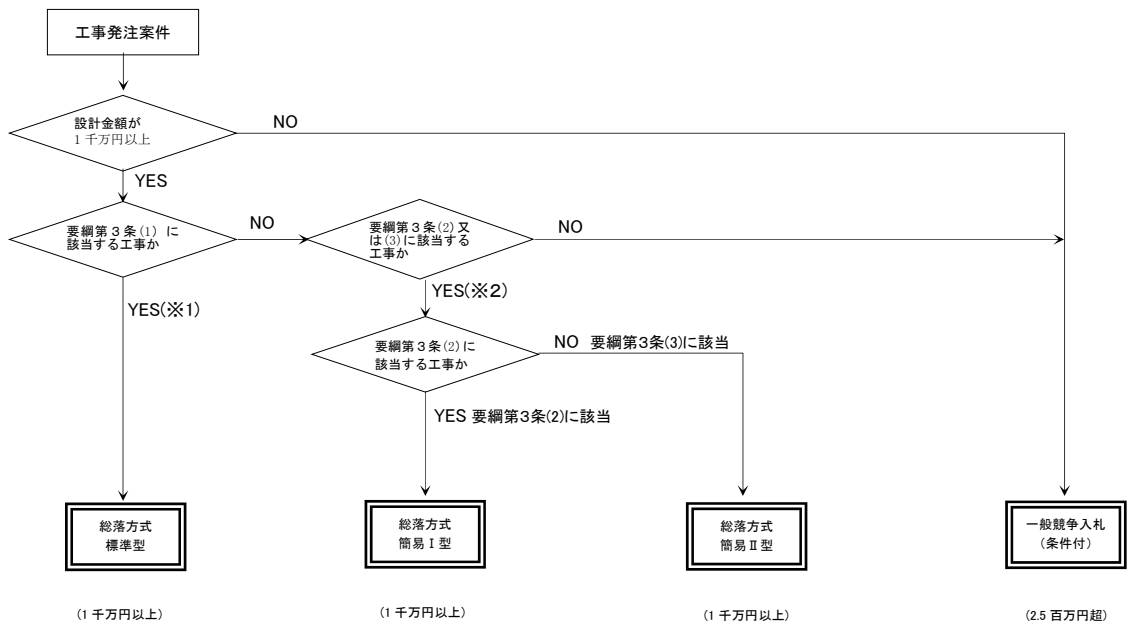 工事発注案件
設計金額が
1千万円以上
NO
YES
要綱第3条(1) に
該当する工事か
NO
要綱第3条(2)又
は(3)に該当する
工事か
NO
YES(※1)
YES(※2)
要綱第3条(2)に
該当する工事か
NO 要綱第3条(3)に該当
YES 要綱第3条(2)に該当
総落方式
標準型
総落方式
簡易Ⅰ型
総落方式
簡易Ⅱ型
一般競争入札
(条件付)
(1千万円以上)
(1千万円以上)
(1千万円以上)
(2.5百万円超)